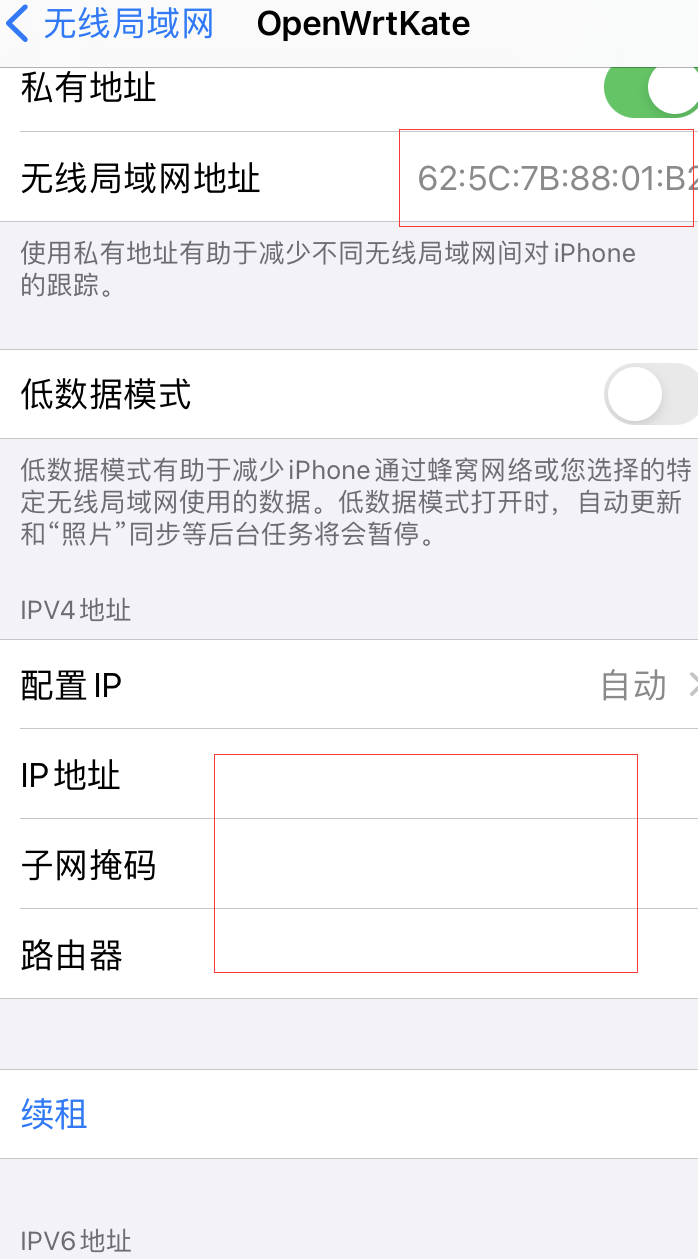 无线局域网 OpenWrtKate
私有地址
无线局域网地址 62:5C:7B:88:01:B2
使用私有地址有助于减少不同无线局域网间对 iPhone
的跟踪。
低数据模式
低数据模式有助于减少 iPhone 通过蜂窝网络或您选择的特
定无线局域网使用的数据。低数据模式打开时，自动更新
和“照片”同步等后台任务将会暂停。
IPV4 地址
配置 IP 自动
IP 地址
子网掩码
路由器
续租
IPV6 地址